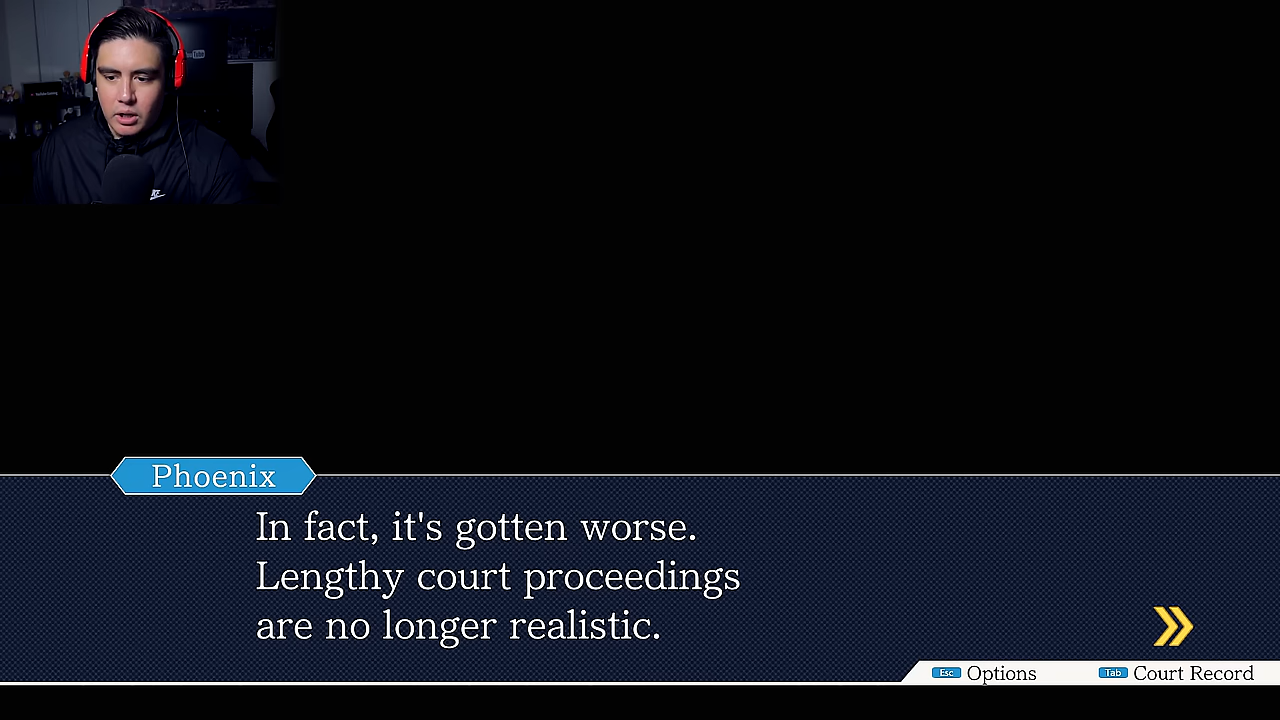 Phoenix
In fact, it's gotten worse.
Lengthy court proceedings
are no longer realistic.
Esc Options
Tab Court Record